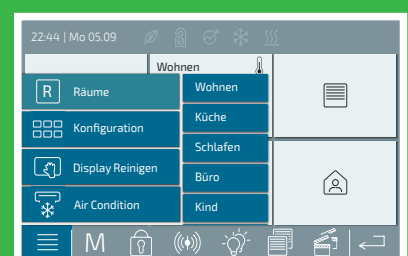 22:44 | Mo 05.09
Wohnen
R Räume
Konfiguration
Display Reinigen
Air Condition
Wohnen
Küche
Schlafen
Büro
Kind
M